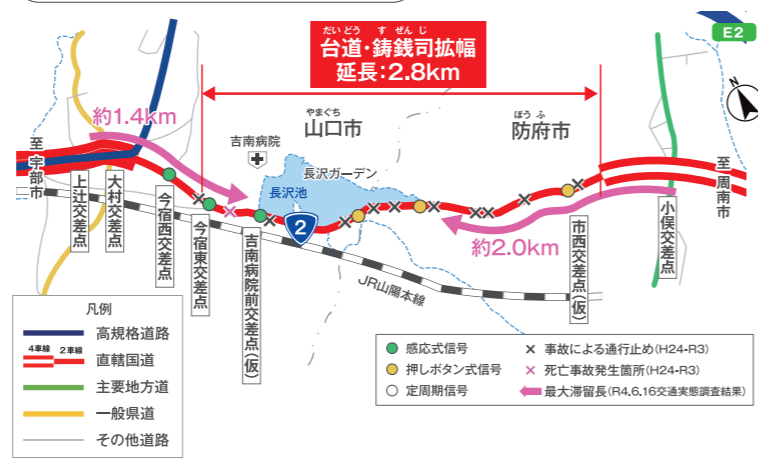 だいどう すぜんじ
台道・鋳銭司拡幅
延長:2.8km
E2
N
約1.4km
やまぐち
山口市
ほうふ
防府市
吉南病院
長沢ガーデン
長沢池
2
至宇部市
至周南市
上辻交差点
大村交差点
今宿西交差点
今宿東交差点
吉南病院前交差点(仮)
市西交差点(仮)
小俣交差点
約2.0km
JR山陽本線
凡例
高規格道路
4車線 2車線
直轄国道
主要地方道
一般県道
その他道路
感応式信号
押しボタン式信号
定周期信号
事故による通行止め(H24-R3)
死亡事故発生箇所(H24-R3)
最大滞留長(R4.6.16交通実態調査結果)